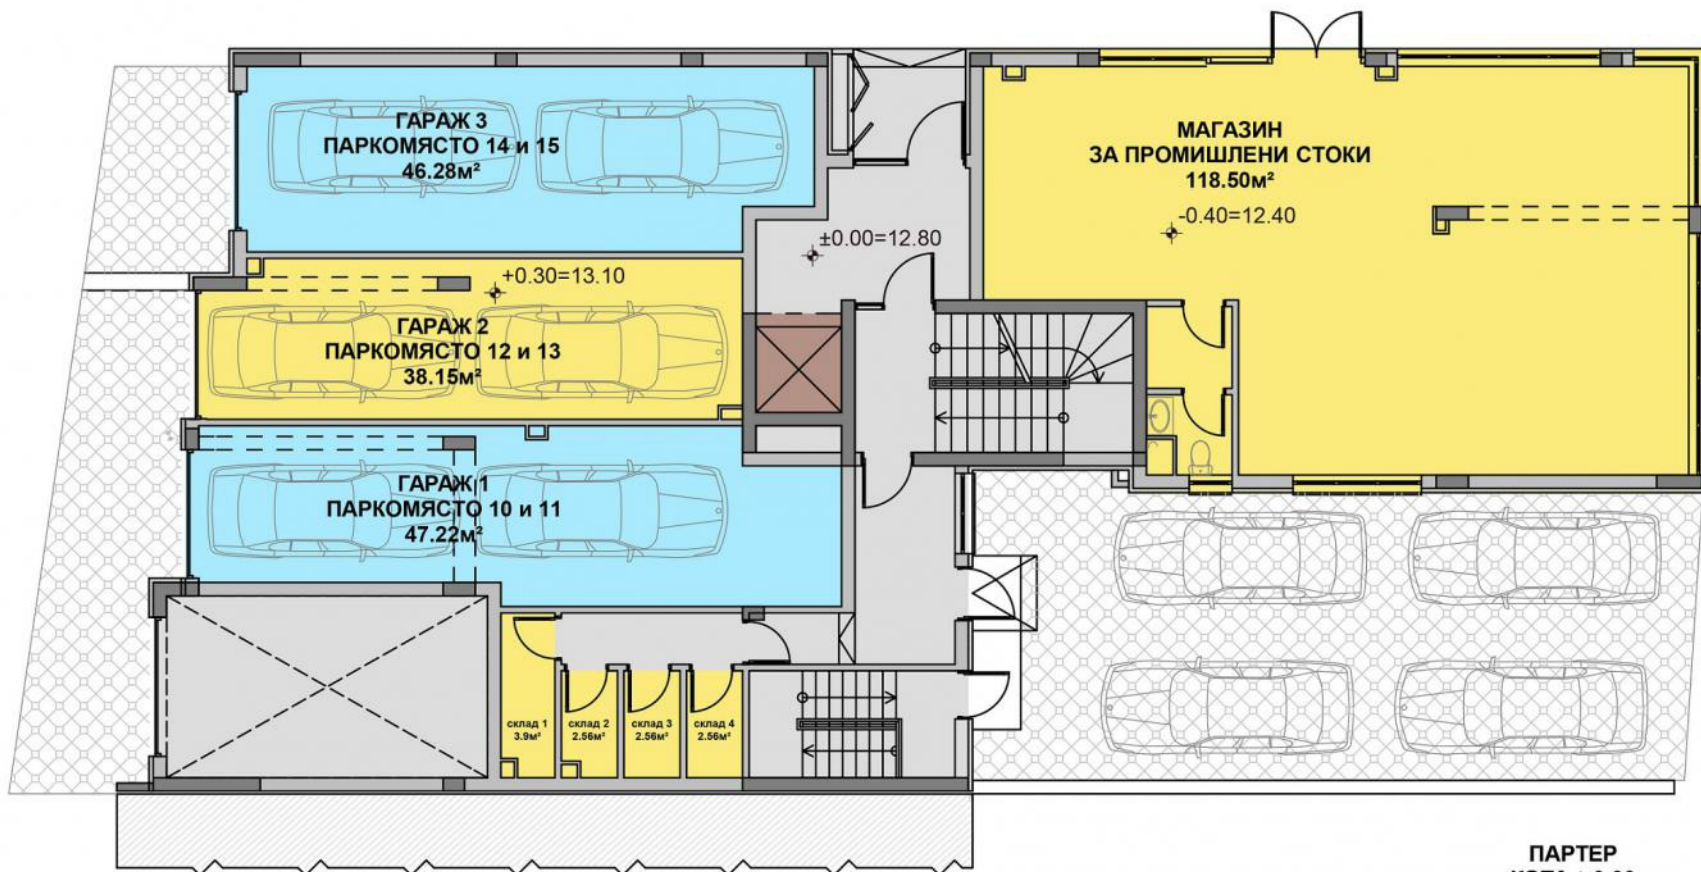 ГАРАЖ 3
ПАРКОМЯСТО 14 и 15
46.28м²
МАГАЗИН
ЗА ПРОМИШЛЕНИ СТОКИ
118.50м²
-0.40=12.40
±0.00=12.80
+0.30=13.10
ГАРАЖ 2
ПАРКОМЯСТО 12 и 13
38.15м²
ГАРАЖ 1
ПАРКОМЯСТО 10 и 11
47.22м²
склад 1
3.9м²
склад 2
2.56м²
склад 3
2.56м²
склад 4
2.56м²
ПАРТЕР